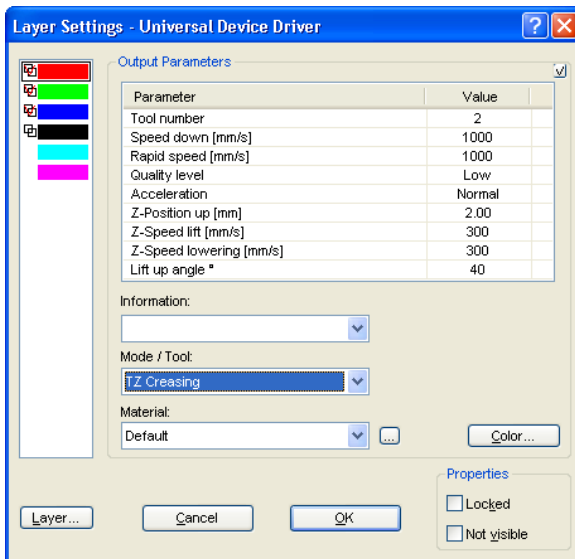 Layer Settings - Universal Device Driver
Output Parameters
Parameter Value
Tool number 2
Speed down [mm/s] 1000
Rapid speed [mm/s] 1000
Quality level Low
Acceleration Normal
Z-Position up [mm] 2.00
Z-Speed lift [mm/s] 300
Z-Speed lowering [mm/s] 300
Lift up angle ° 40
Information:
Mode / Tool:
TZ Creasing
Material:
Default
...
Color...
Properties
Locked
Not visible
Layer...
Cancel
OK